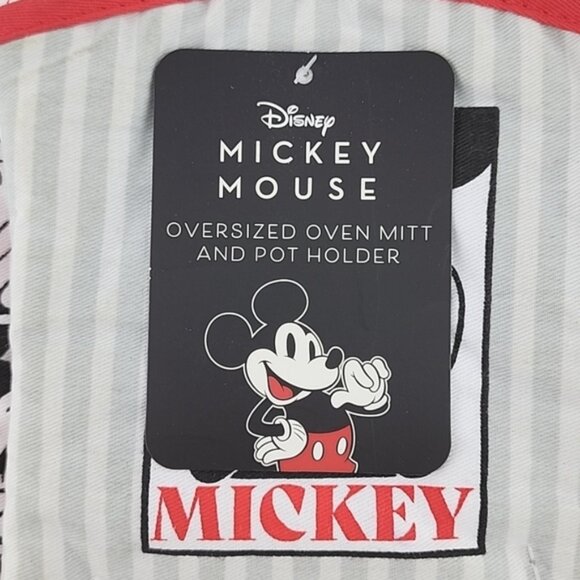 Disney
MICKEY
MOUSE
OVERSIZED OVEN MITT
AND POT HOLDER
MICKEY